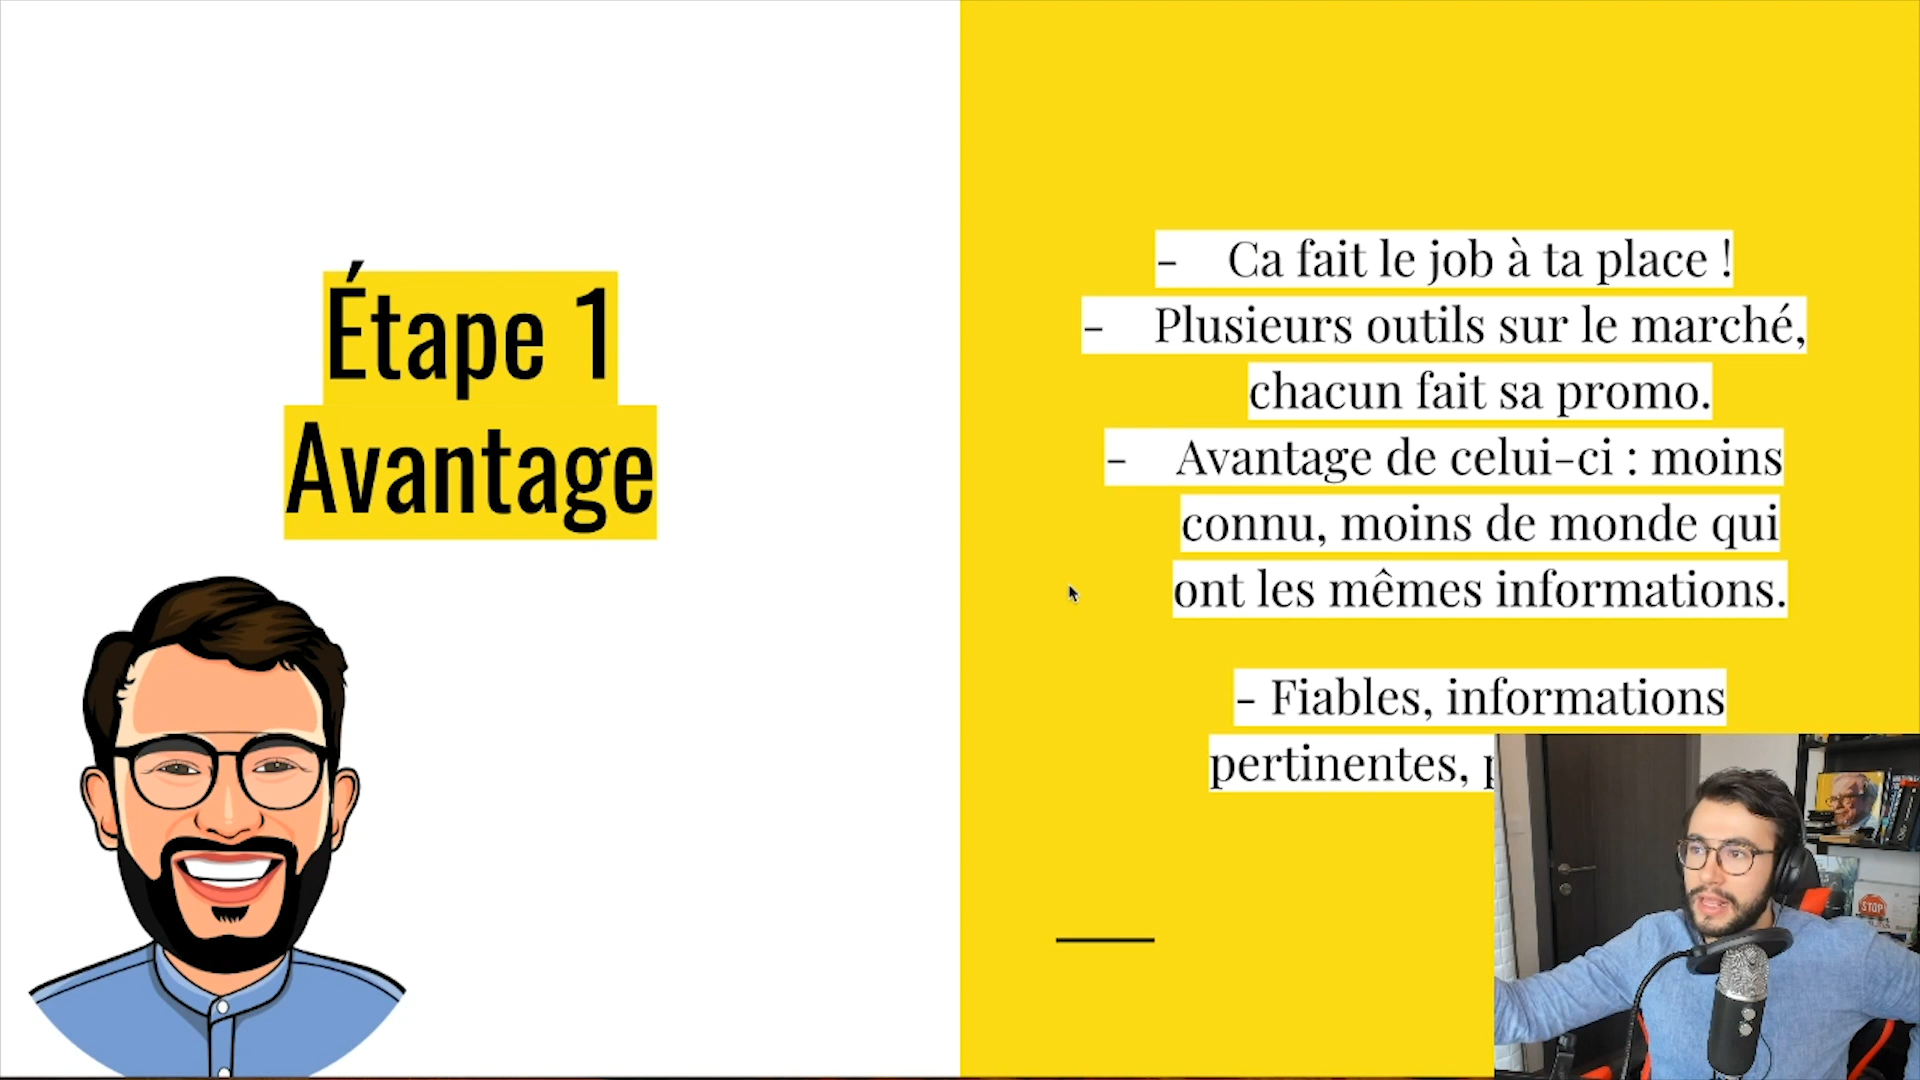 Étape 1
Avantage
- Ca fait le job à ta place !
- Plusieurs outils sur le marché,
chacun fait sa promo.
- Avantage de celui-ci : moins
connu, moins de monde qui
ont les mêmes informations.
- Fiables, informations
pertinentes,
STOP